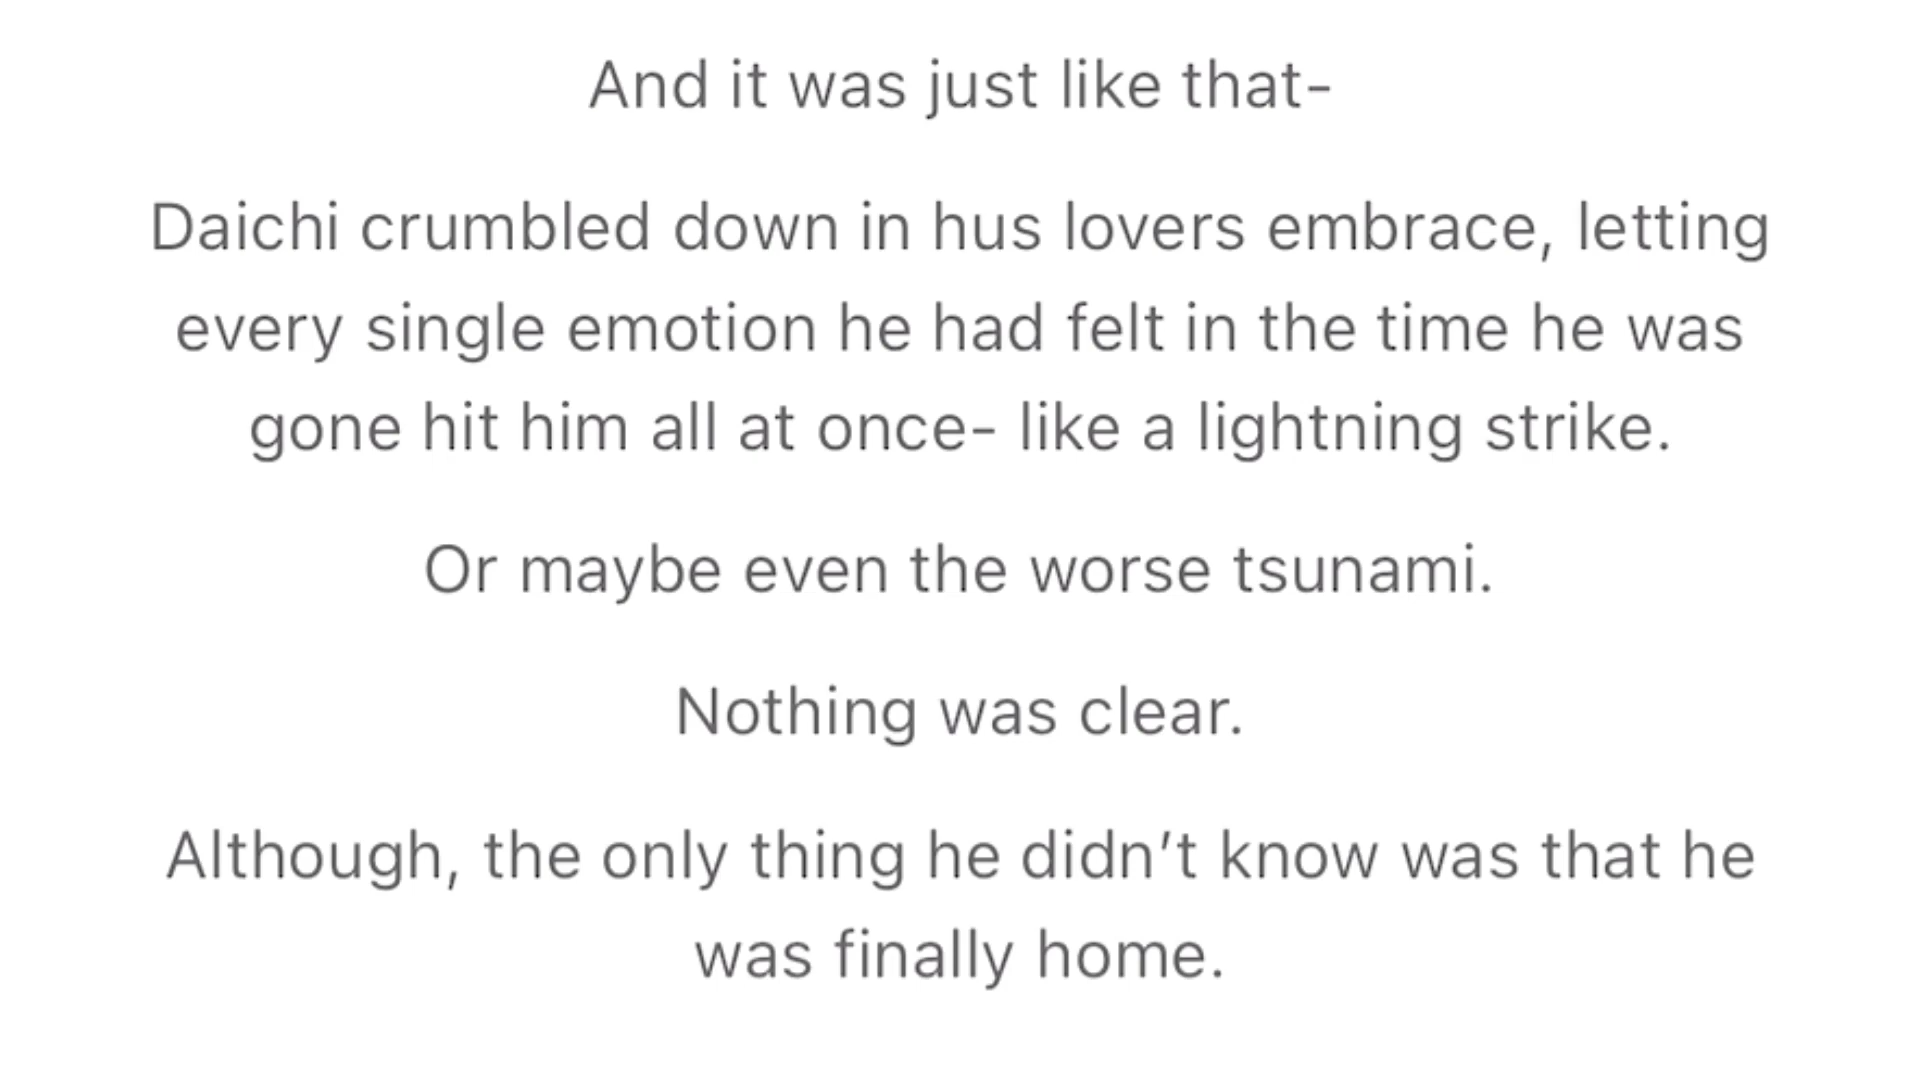 And it was just like that-
Daichi crumbled down in hus lovers embrace, letting
every single emotion he had felt in the time he was
gone hit him all at once- like a lightning strike.
Or maybe even the worse tsunami.
Nothing was clear.
Although, the only thing he didn’t know was that he
was finally home.